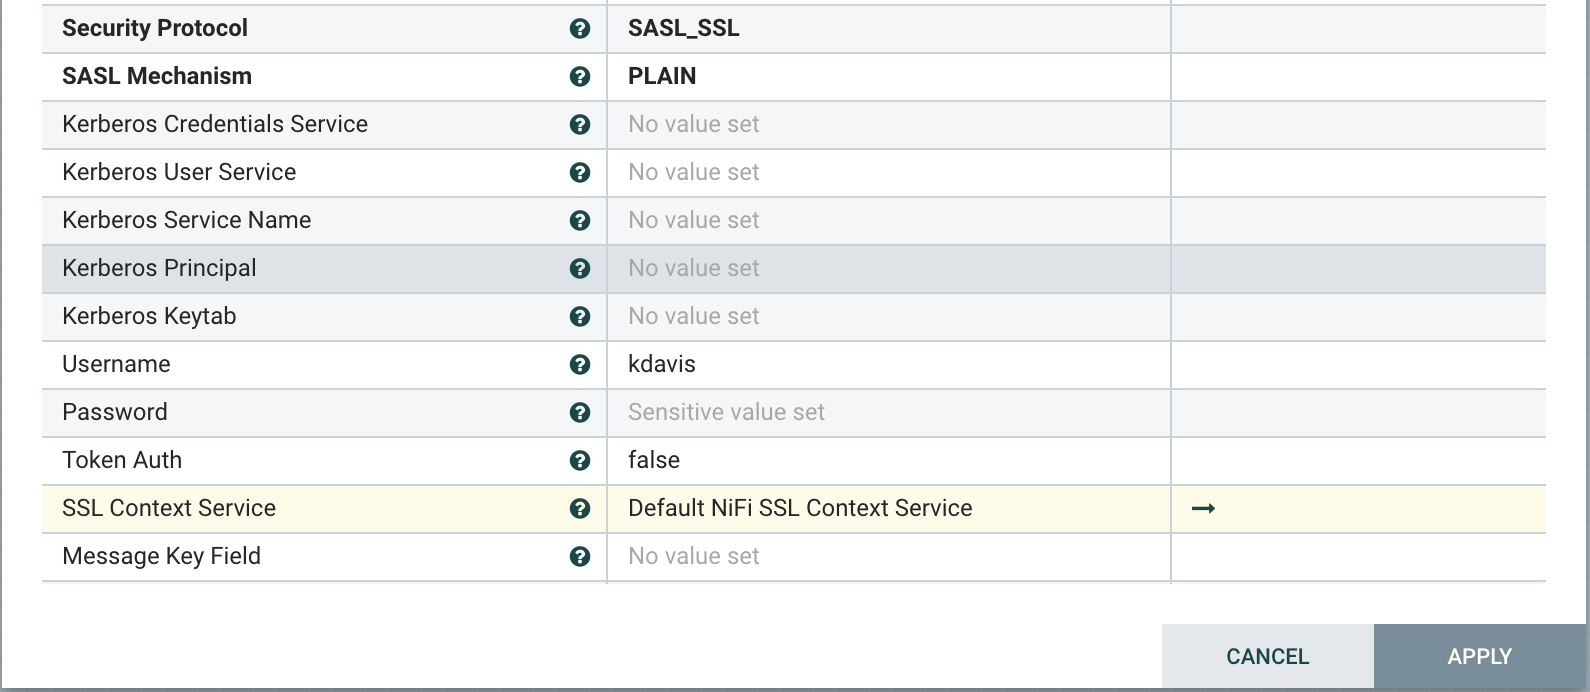 Security Protocol ? SASL_SSL
SASL Mechanism ? PLAIN
Kerberos Credentials Service ? No value set
Kerberos User Service ? No value set
Kerberos Service Name ? No value set
Kerberos Principal ? No value set
Kerberos Keytab ? No value set
Username ? kdavis
Password ? Sensitive value set
Token Auth ? false
SSL Context Service ? Default NiFi SSL Context Service →
Message Key Field ? No value set
CANCEL APPLY